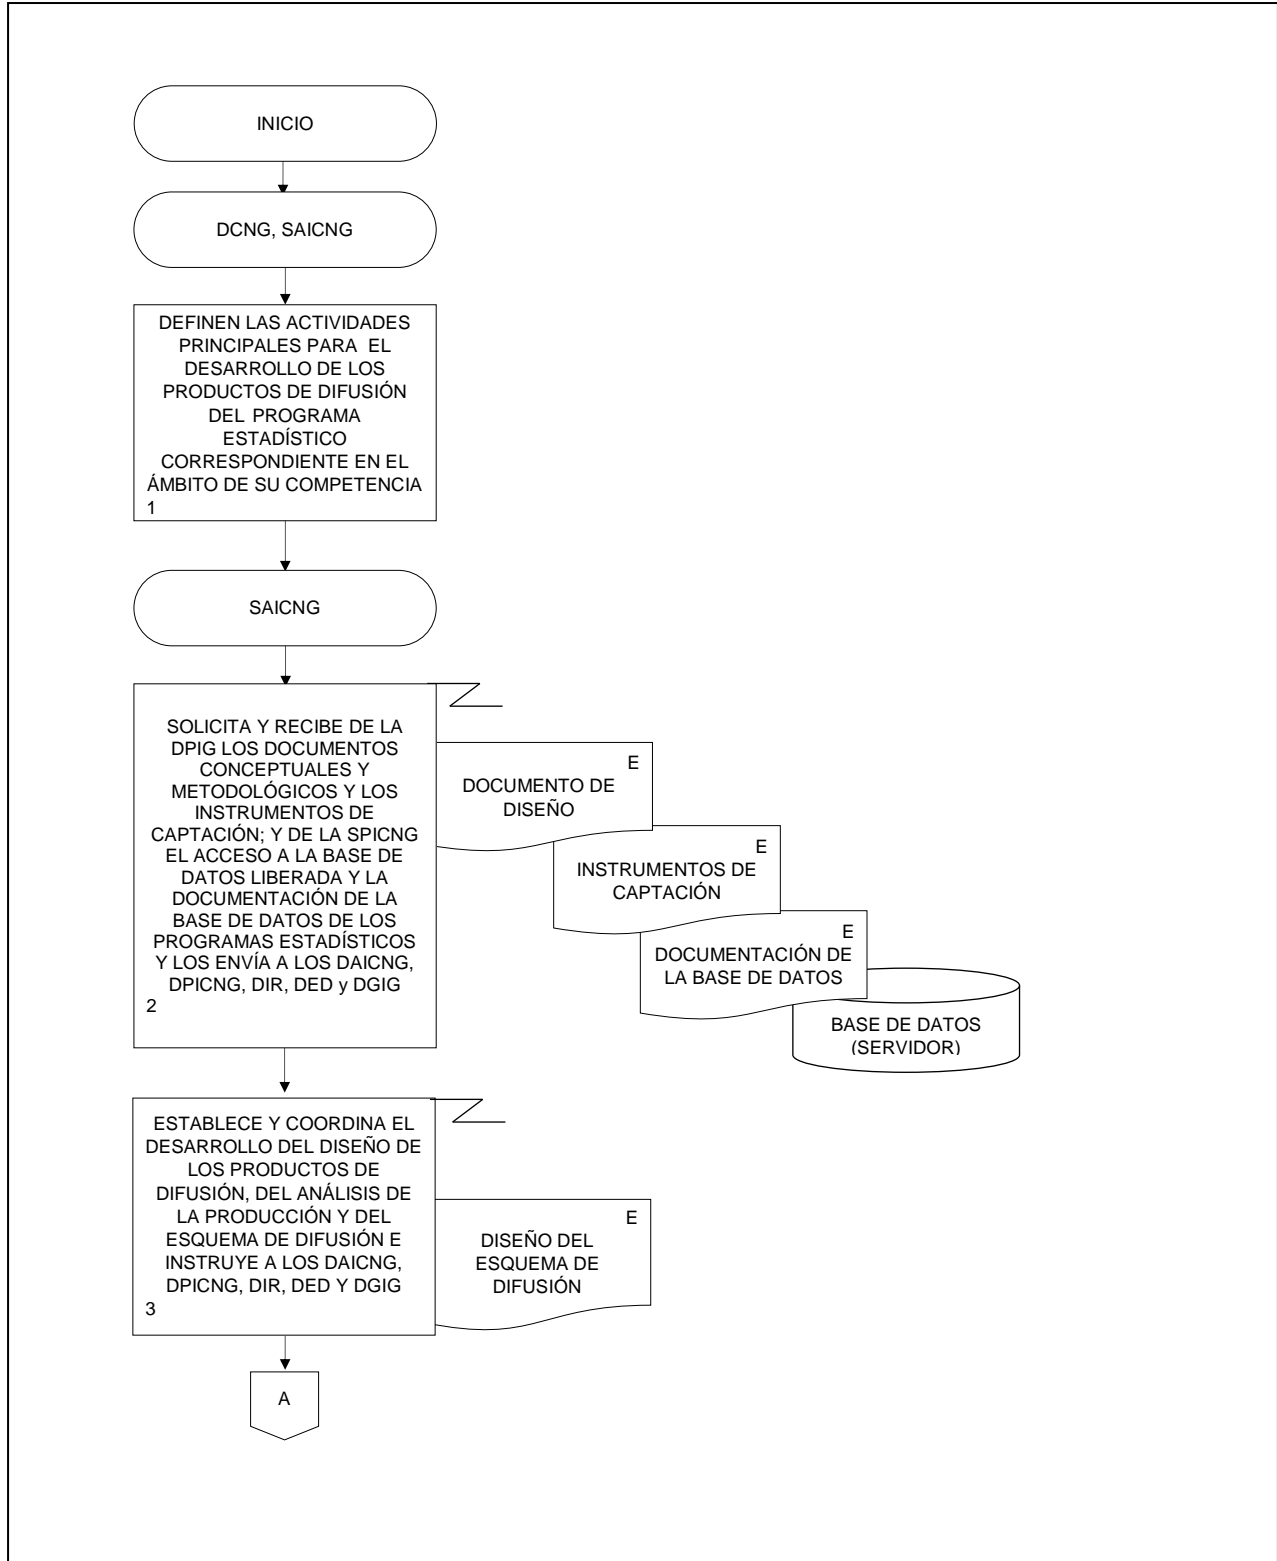 INICIO
DCNG, SAICNG
DEFINEN LAS ACTIVIDADES
PRINCIPALES PARA EL
DESARROLLO DE LOS
PRODUCTOS DE DIFUSIÓN
DEL PROGRAMA
ESTADÍSTICO
CORRESPONDIENTE EN EL
ÁMBITO DE SU COMPETENCIA
1
SAICNG
SOLICITA Y RECIBE DE LA
DPIG LOS DOCUMENTOS
CONCEPTUALES Y
METODOLÓGICOS Y LOS
INSTRUMENTOS DE
CAPTACIÓN; Y DE LA SPICNG
EL ACCESO A LA BASE DE
DATOS LIBERADA Y LA
DOCUMENTACIÓN DE LA
BASE DE DATOS DE LOS
PROGRAMAS ESTADÍSTICOS
Y LOS ENVÍA A LOS DAICNG,
DPICNG, DIR, DED y DGIG
2
E
DOCUMENTO DE
DISEÑO
E
INSTRUMENTOS DE
CAPTACIÓN
E
DOCUMENTACIÓN DE
LA BASE DE DATOS
BASE DE DATOS
(SERVIDOR)
ESTABLECE Y COORDINA EL
DESARROLLO DEL DISEÑO DE
LOS PRODUCTOS DE
DIFUSIÓN, DEL ANÁLISIS DE
LA PRODUCCIÓN Y DEL
ESQUEMA DE DIFUSIÓN E
INSTRUYE A LOS DAICNG,
DPICNG, DIR, DED Y DGIG
3
E
DISEÑO DEL
ESQUEMA DE
DIFUSIÓN
A